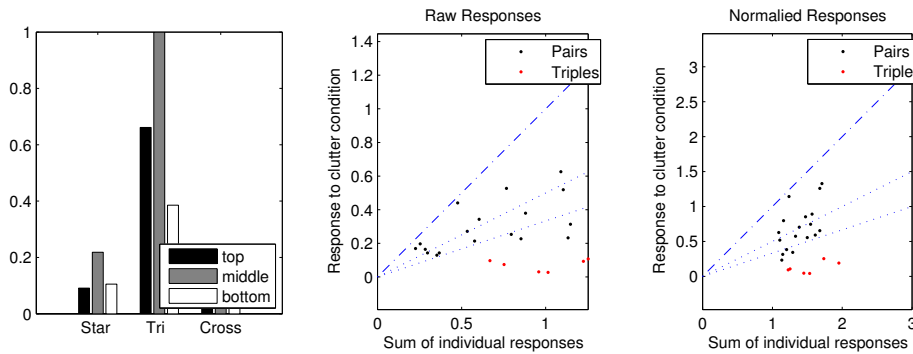 Raw Responses
Normalied Responses
1
0.8
0.6
0.4
0.2
0
Star Tri Cross
top
middle
bottom
Response to clutter condition
1.4
1.2
1
0.8
0.6
0.4
0.2
0
0 0.5 1
Sum of individual responses
Pairs
Triples
Response to clutter condition
3
2.5
2
1.5
1
0.5
0
0 1 2 3
Sum of individual responses
Pairs
Triple